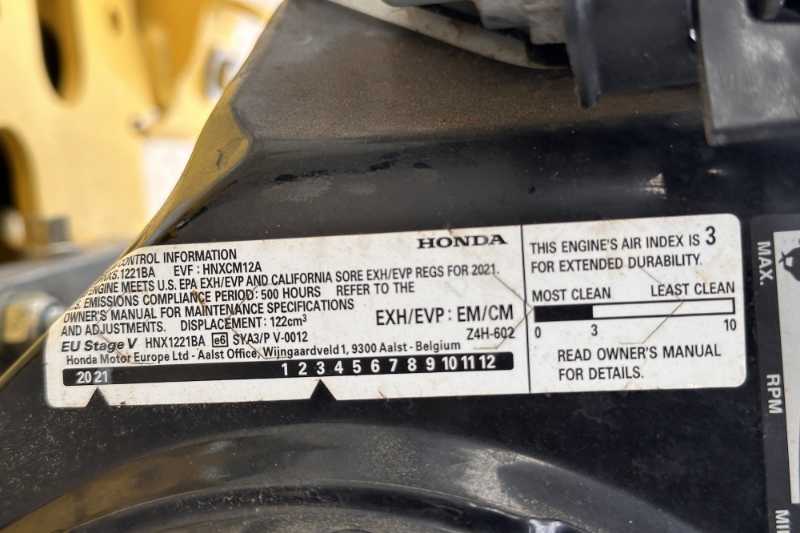 CONTROL INFORMATION
HONDA
.1221BA EVF : HNXCM12A
ENGINE MEETS U.S. EPA EXH/EVP AND CALIFORNIA SORE EXH/EVP REGS FOR 2021.
EMISSIONS COMPLIANCE PERIOD: 500 HOURS REFER TO THE
OWNER'S MANUAL FOR MAINTENANCE SPECIFICATIONS
AND ADJUSTMENTS. DISPLACEMENT: 122cm³
EXH/EVP : EM/CM
EU Stage V HNX1221BA e6 SYA3/P V-0012
Z4H-602
Honda Motor Europe Ltd - Aalst Office, Wijngaardveld 1, 9300 Aalst - Belgium
2021 1 2 3 4 5 6 7 8 9 10 11 12
THIS ENGINE'S AIR INDEX IS 3
FOR EXTENDED DURABILITY.
MOST CLEAN LEAST CLEAN
0 3 10
READ OWNER'S MANUAL
FOR DETAILS.
MAX.
RPM